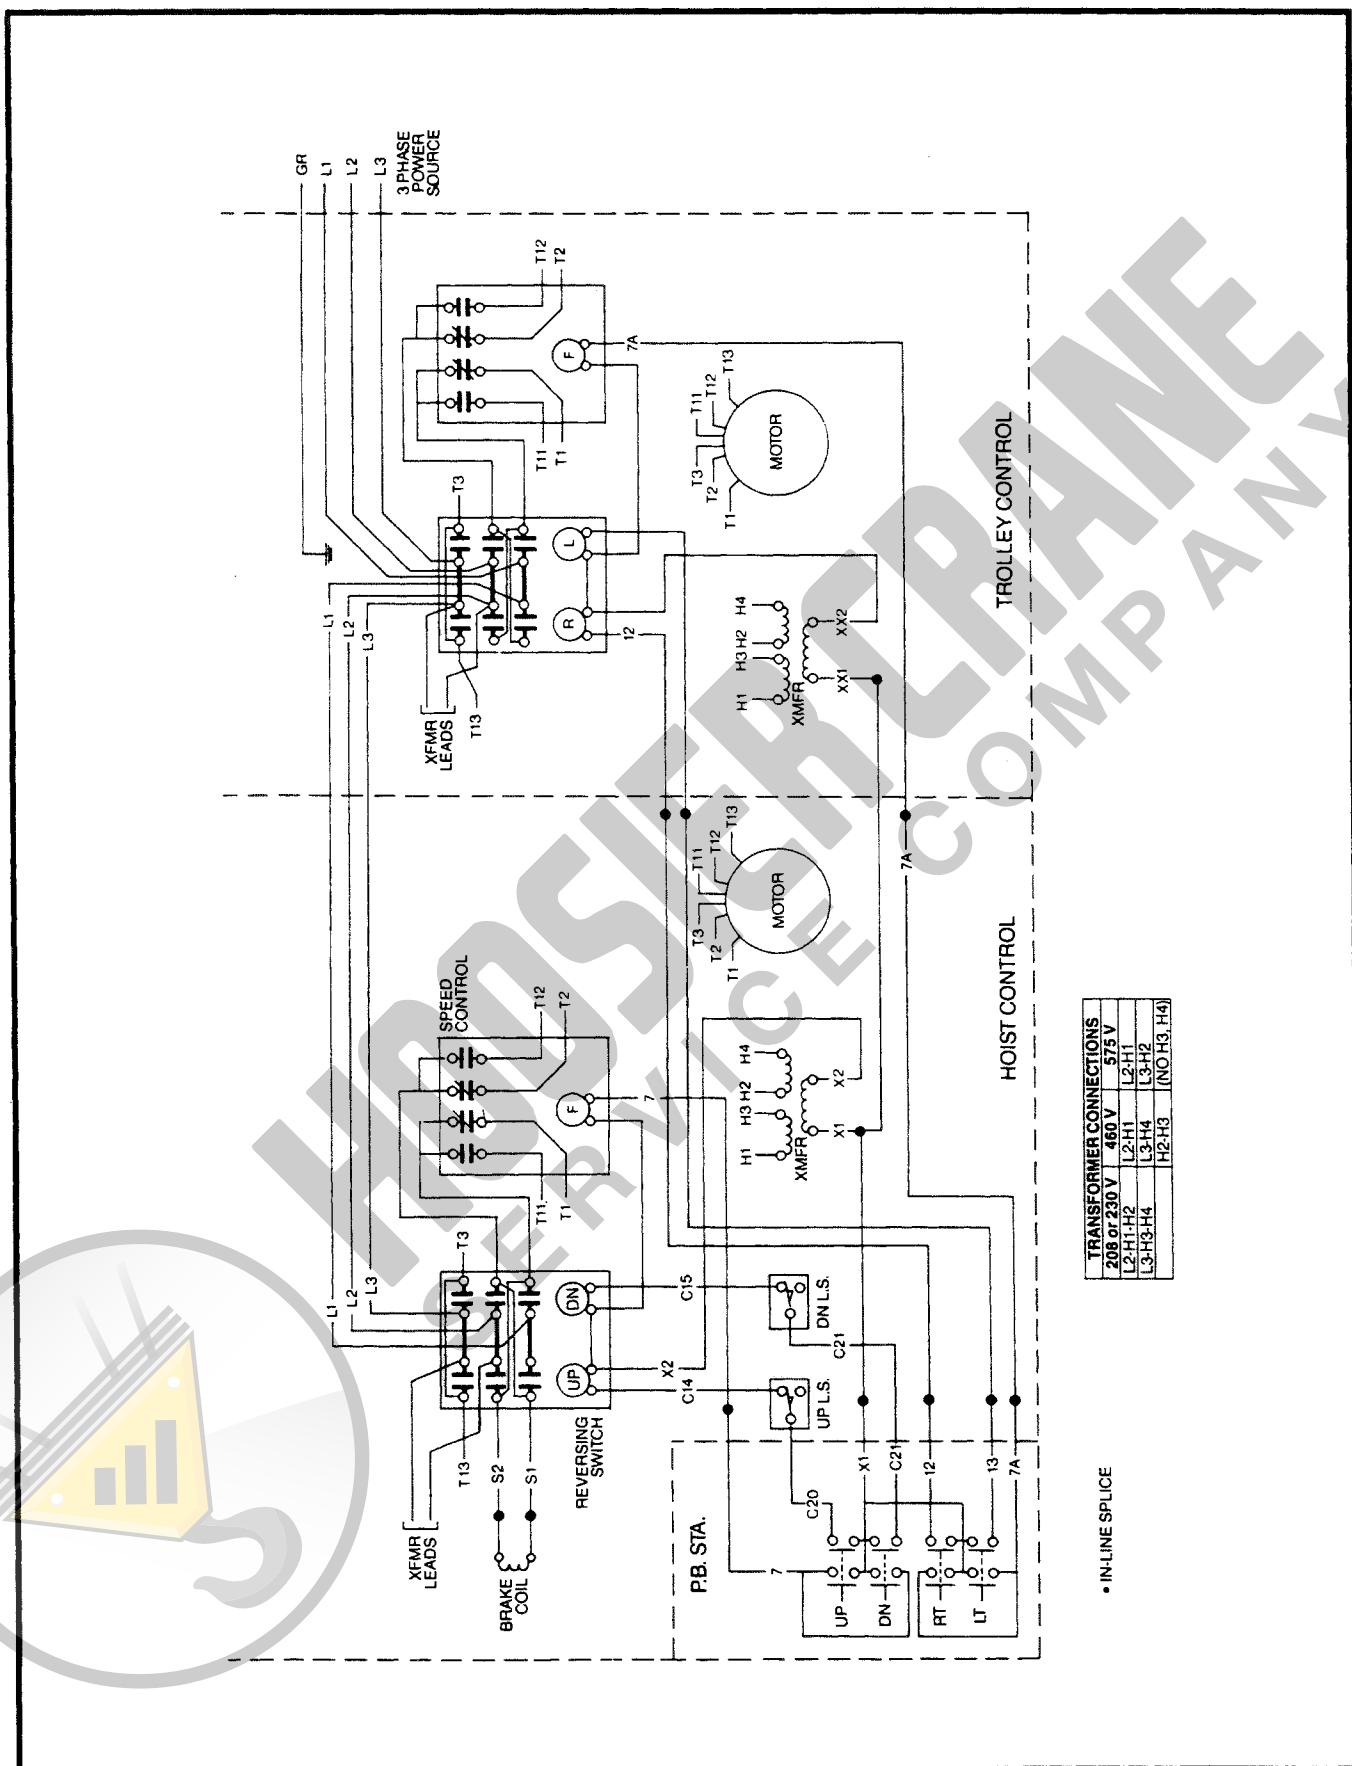 GR
L1
L2
L3
3 PHASE
POWER
SOURCE
T12
T2
T11
T1
F
7A
T3
L
R
12
L1
L2
L3
XFMR
LEADS
T13
T1
T2
T3
T11
T12
T13
MOTOR
H1
H3
H2
H4
XMFR
XX1
XX2
TROLLEY CONTROL
SPEED
CONTROL
T12
T2
T11
T1
F
7
L1
L2
L3
T3
DN
UP
X2
C14
C15
REVERSING
SWITCH
XFMR
LEADS
T13
S2
S1
BRAKE
COIL
T1
T2
T3
T11
T12
T13
MOTOR
7A
H1
H3
H2
H4
XMFR
X1
X2
HOIST CONTROL
DN L.S.
C21
UP L.S.
P.B. STA.
C20
X1
C21
12
13
7A
7
UP
DN
RT
LT
TRANSFORMER CONNECTIONS
208 or 230 V 460 V 575 V
L2-H1-H2 L2-H1 L2-H1
L3-H3-H4 L3-H4 L3-H2
H2-H3 (NO H3, H4)
• IN-LINE SPLICE
HOOSIER CRANE
SERVICE COMPANY